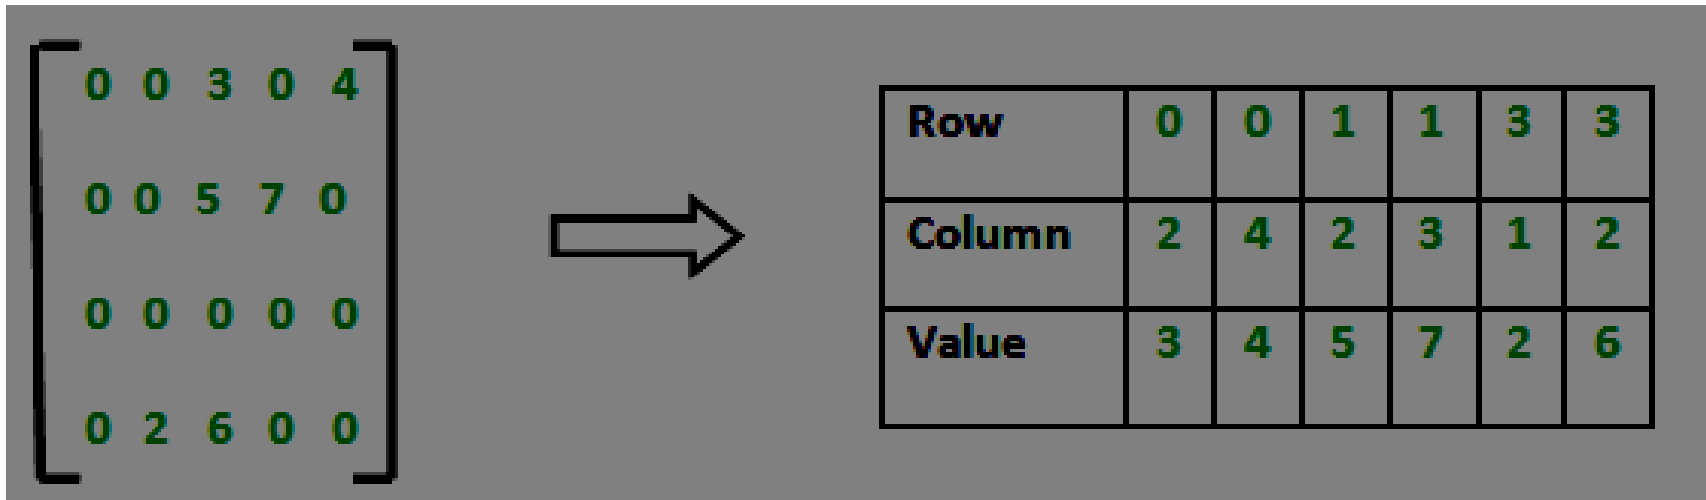 0 0 3 0 4
0 0 5 7 0
0 0 0 0 0
0 2 6 0 0
Row 0 0 1 1 3 3
Column 2 4 2 3 1 2
Value 3 4 5 7 2 6